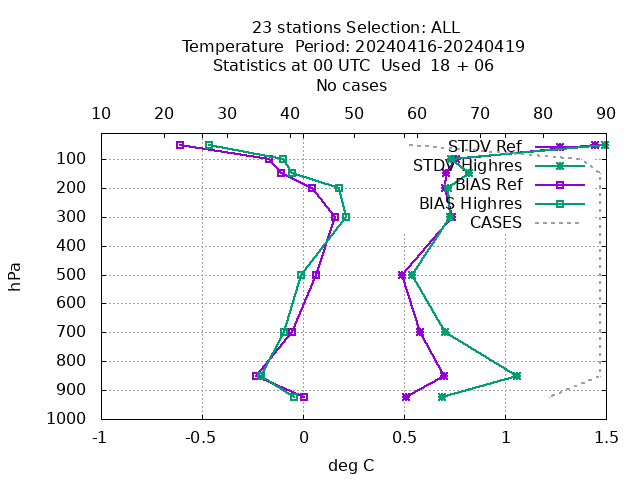 23 stations Selection: ALL
Temperature  Period: 20240416-20240419
Statistics at 00 UTC  Used  18 + 06
No cases
10 20 30 40 50 60 70 80 90
STDV Ref
STDV Highres
BIAS Ref
BIAS Highres
CASES
100
200
300
400
500
600
700
800
900
1000
hPa
-1 -0.5 0 0.5 1 1.5
deg C